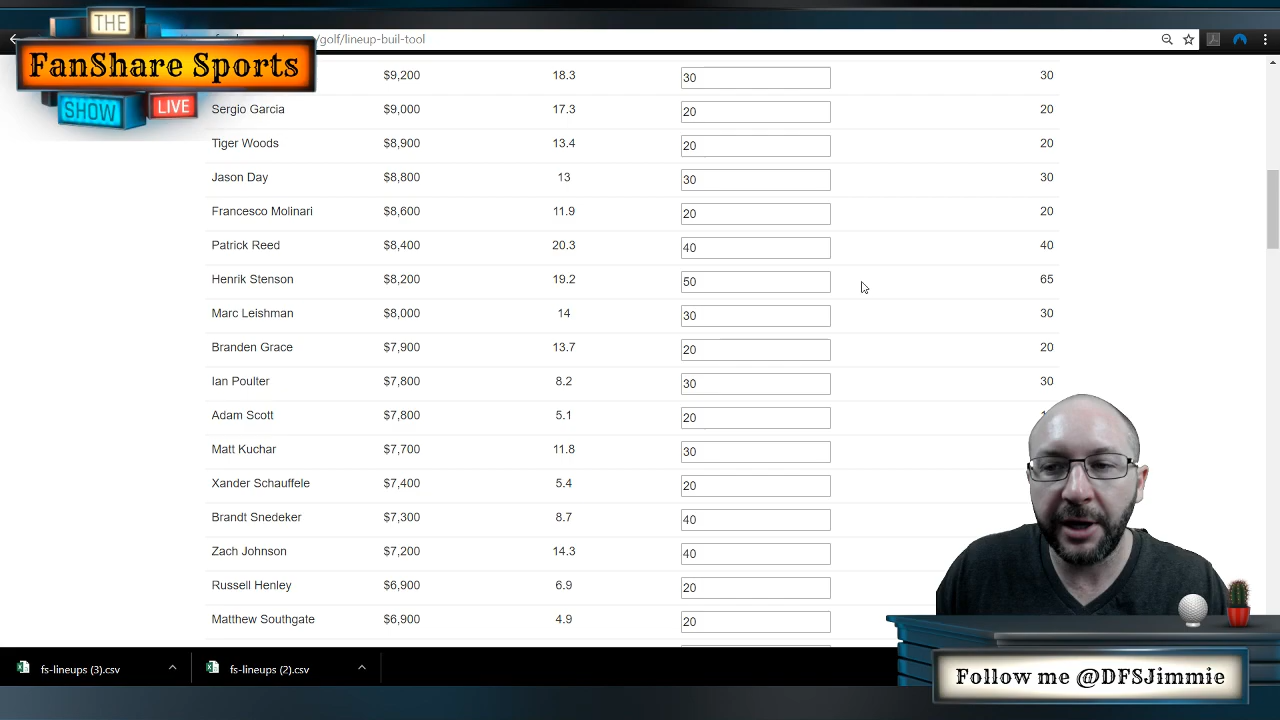 THE
FanShare Sports
SHOW
LIVE
/golf/lineup-buil-tool
$9,200 18.3 30 30
Sergio Garcia $9,000 17.3 20 20
Tiger Woods $8,900 13.4 20 20
Jason Day $8,800 13 30 30
Francesco Molinari $8,600 11.9 20 20
Patrick Reed $8,400 20.3 40 40
Henrik Stenson $8,200 19.2 50 65
Marc Leishman $8,000 14 30 30
Branden Grace $7,900 13.7 20 20
Ian Poulter $7,800 8.2 30 30
Adam Scott $7,800 5.1 20
Matt Kuchar $7,700 11.8 30
Xander Schauffele $7,400 5.4 20
Brandt Snedeker $7,300 8.7 40
Zach Johnson $7,200 14.3 40
Russell Henley $6,900 6.9 20
Matthew Southgate $6,900 4.9 20
fs-lineups (3).csv fs-lineups (2).csv
Follow me @DFSJimmie